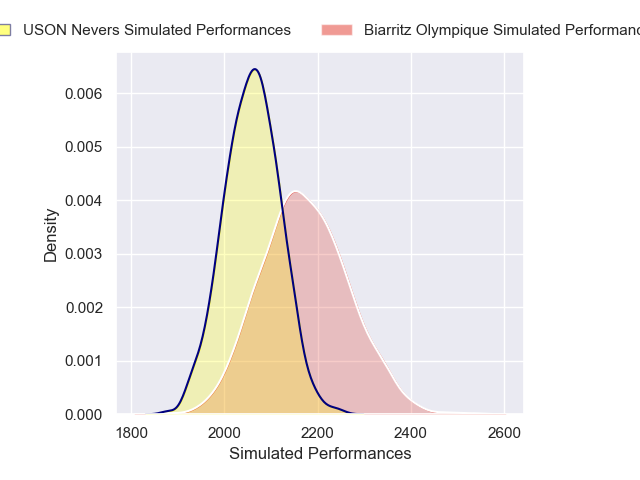 USON Nevers Simulated Performances
Biarritz Olympique Simulated
0.006
0.005
0.004
0.003
0.002
0.001
0.000
Density
1800 2000 2200 2400 2600
Simulated Performances